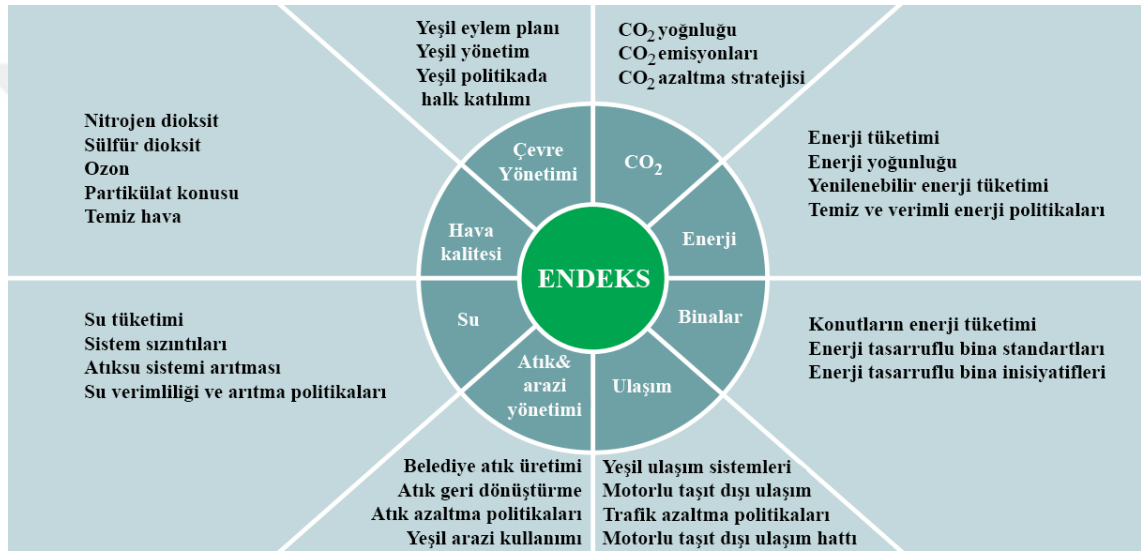 Yeşil eylem planı
Yeşil yönetim
Yeşil politikada
halk katılımı
CO2 yoğnluğu
CO2 emisyonları
CO2 azaltma stratejisi
Nitrojen dioksit
Sülfür dioksit
Ozon
Partikülat konusu
Temiz hava
Enerji tüketimi
Enerji yoğunluğu
Yenilenebilir enerji tüketimi
Temiz ve verimli enerji politikaları
Çevre
Yönetimi
CO2
Hava
kalitesi
Enerji
ENDEKS
Su
Binalar
Atık&
arazi
yönetimi
Ulaşım
Su tüketimi
Sistem sızıntıları
Atıksu sistemi arıtması
Su verimliliği ve arıtma politikaları
Konutların enerji tüketimi
Enerji tasarruflu bina standartları
Enerji tasarruflu bina inisiyatifleri
Belediye atık üretimi
Atık geri dönüştürme
Atık azaltma politikaları
Yeşil arazi kullanımı
Yeşil ulaşım sistemleri
Motorlu taşıt dışı ulaşım
Trafik azaltma politikaları
Motorlu taşıt dışı ulaşım hattı